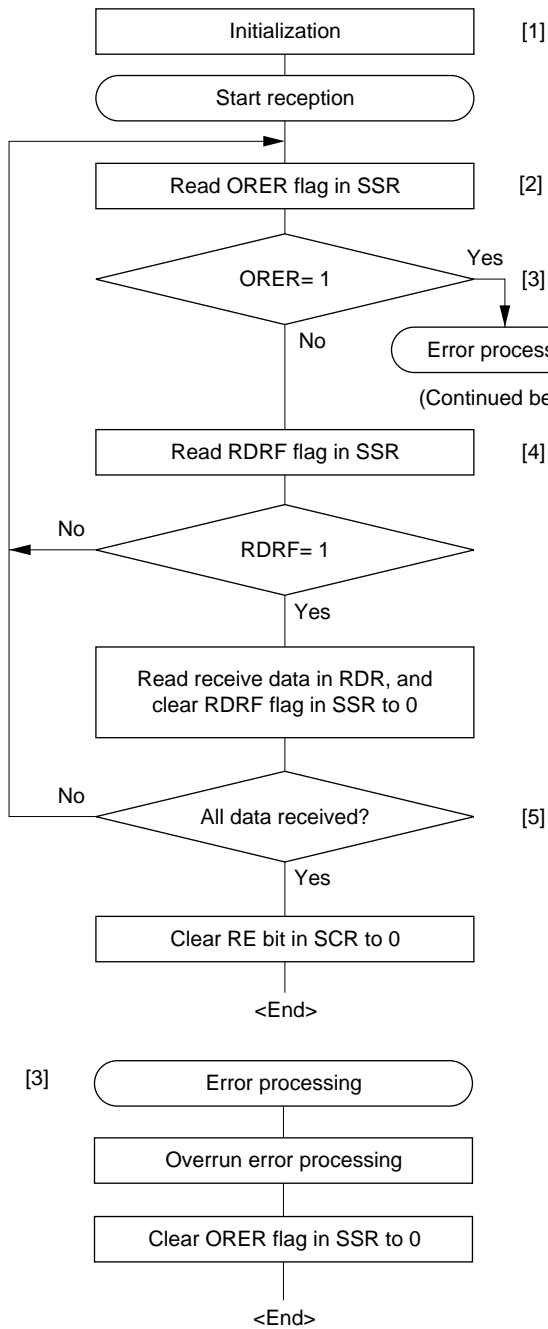 Initialization [1]
Start reception
Read ORER flag in SSR [2]
Yes
ORER= 1 [3]
No
Error process
(Continued be
Read RDRF flag in SSR [4]
No
RDRF= 1
Yes
Read receive data in RDR, and
clear RDRF flag in SSR to 0
No
All data received? [5]
Yes
Clear RE bit in SCR to 0
<End>
[3] Error processing
Overrun error processing
Clear ORER flag in SSR to 0
<End>